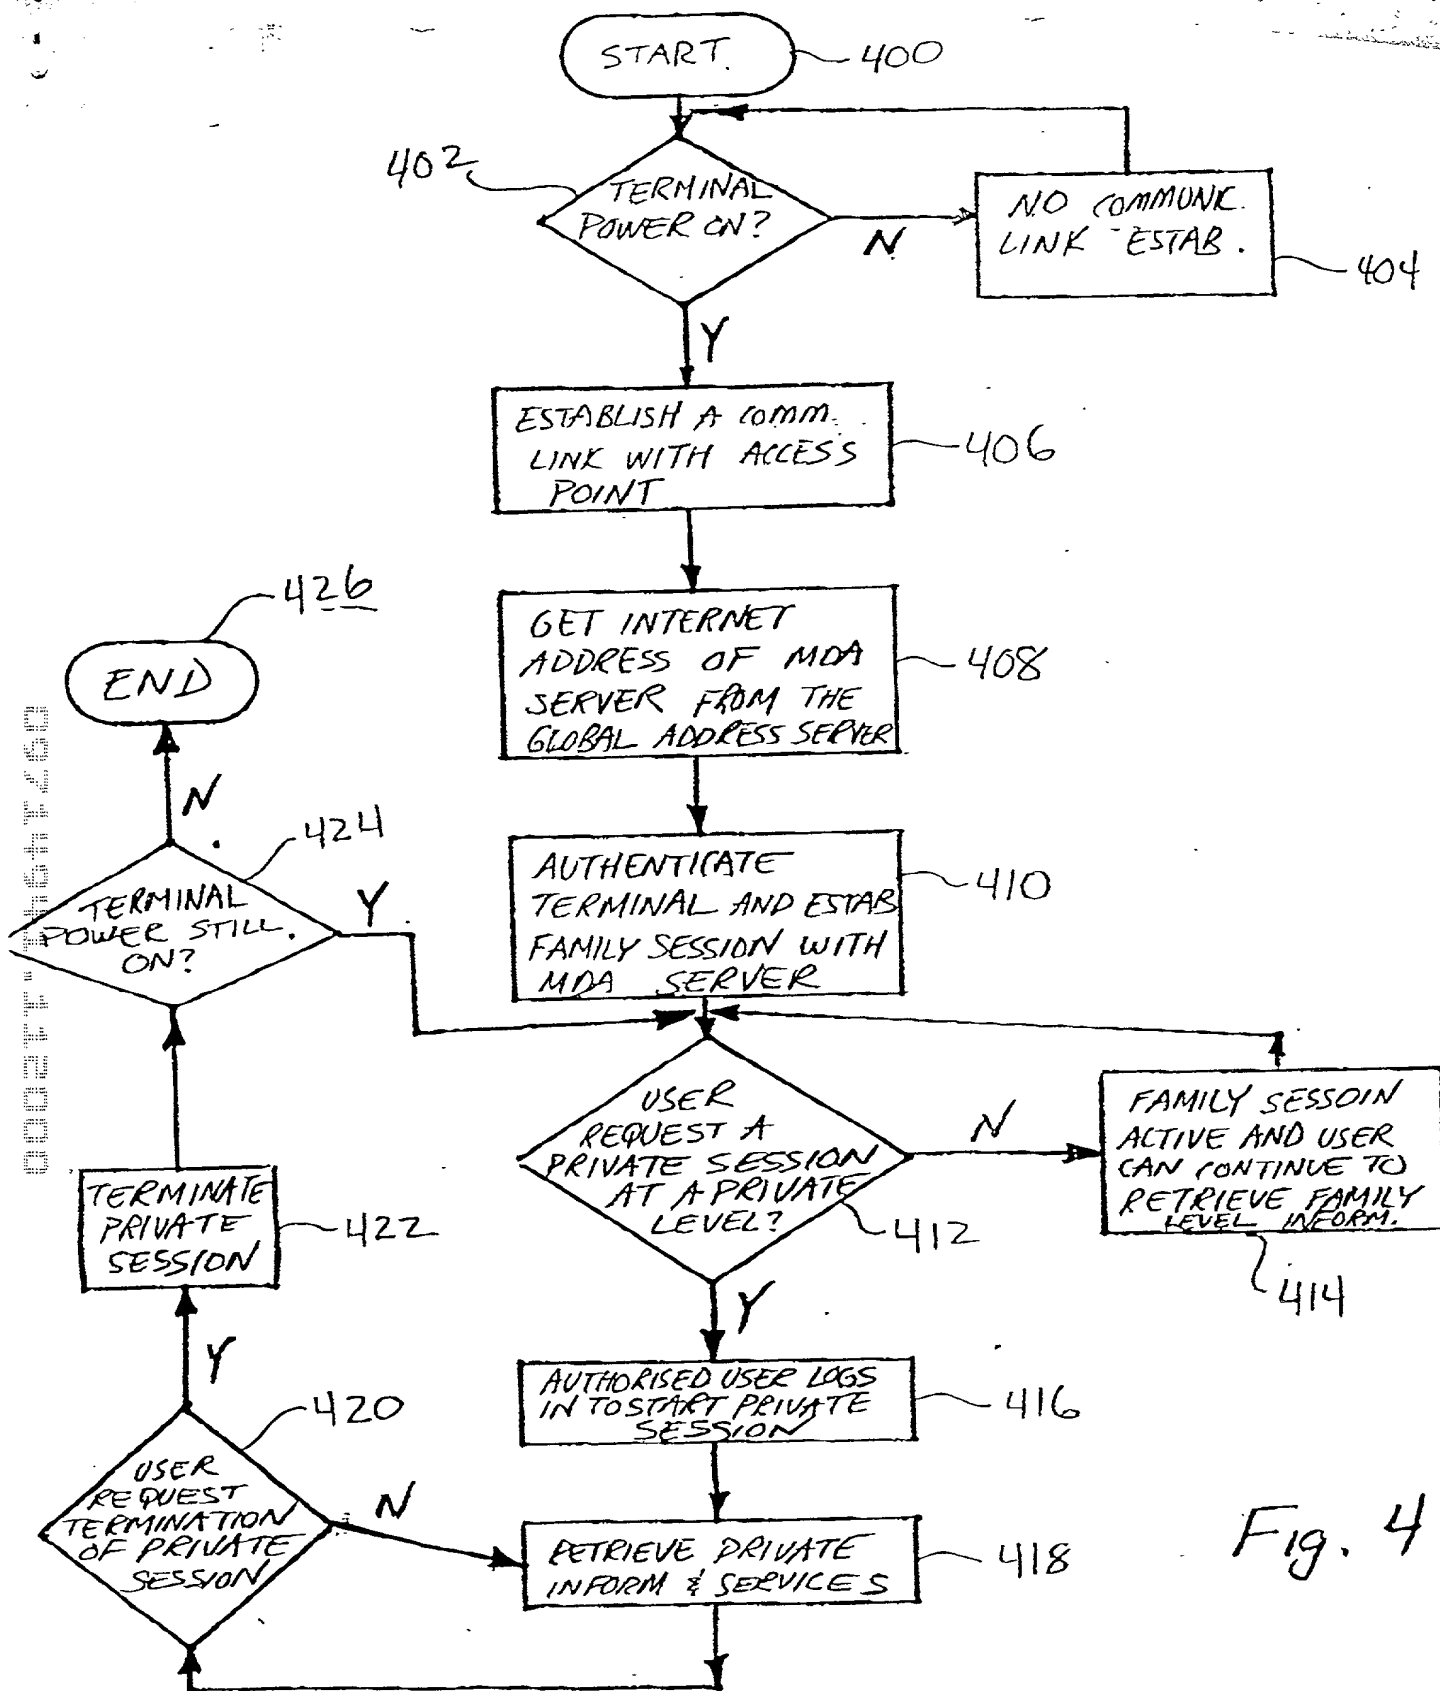 START.
400
402
TERMINAL
POWER ON?
N
NO COMMUNIC.
LINK ESTAB.
404
Y
ESTABLISH A COMM.
LINK WITH ACCESS
POINT
406
GET INTERNET
ADDRESS OF MDA
SERVER FROM THE
GLOBAL ADDRESS SERVER
408
AUTHENTICATE
TERMINAL AND ESTAB
FAMILY SESSION WITH
MDA SERVER
410
USER
REQUEST A
PRIVATE SESSION
AT A PRIVATE
LEVEL?
412
N
FAMILY SESSOIN
ACTIVE AND USER
CAN CONTINUE TO
RETRIEVE FAMILY
LEVEL INFORM.
414
Y
AUTHORISED USER LOGS
IN TO START PRIVATE
SESSION
416
RETRIEVE PRIVATE
INFORM & SERVICES
418
USER
REQUEST
TERMINATION
OF PRIVATE
SESSION
420
N
Y
TERMINATE
PRIVATE
SESSION
422
TERMINAL
POWER STILL.
ON?
424
Y
N
END
426
Fig. 4